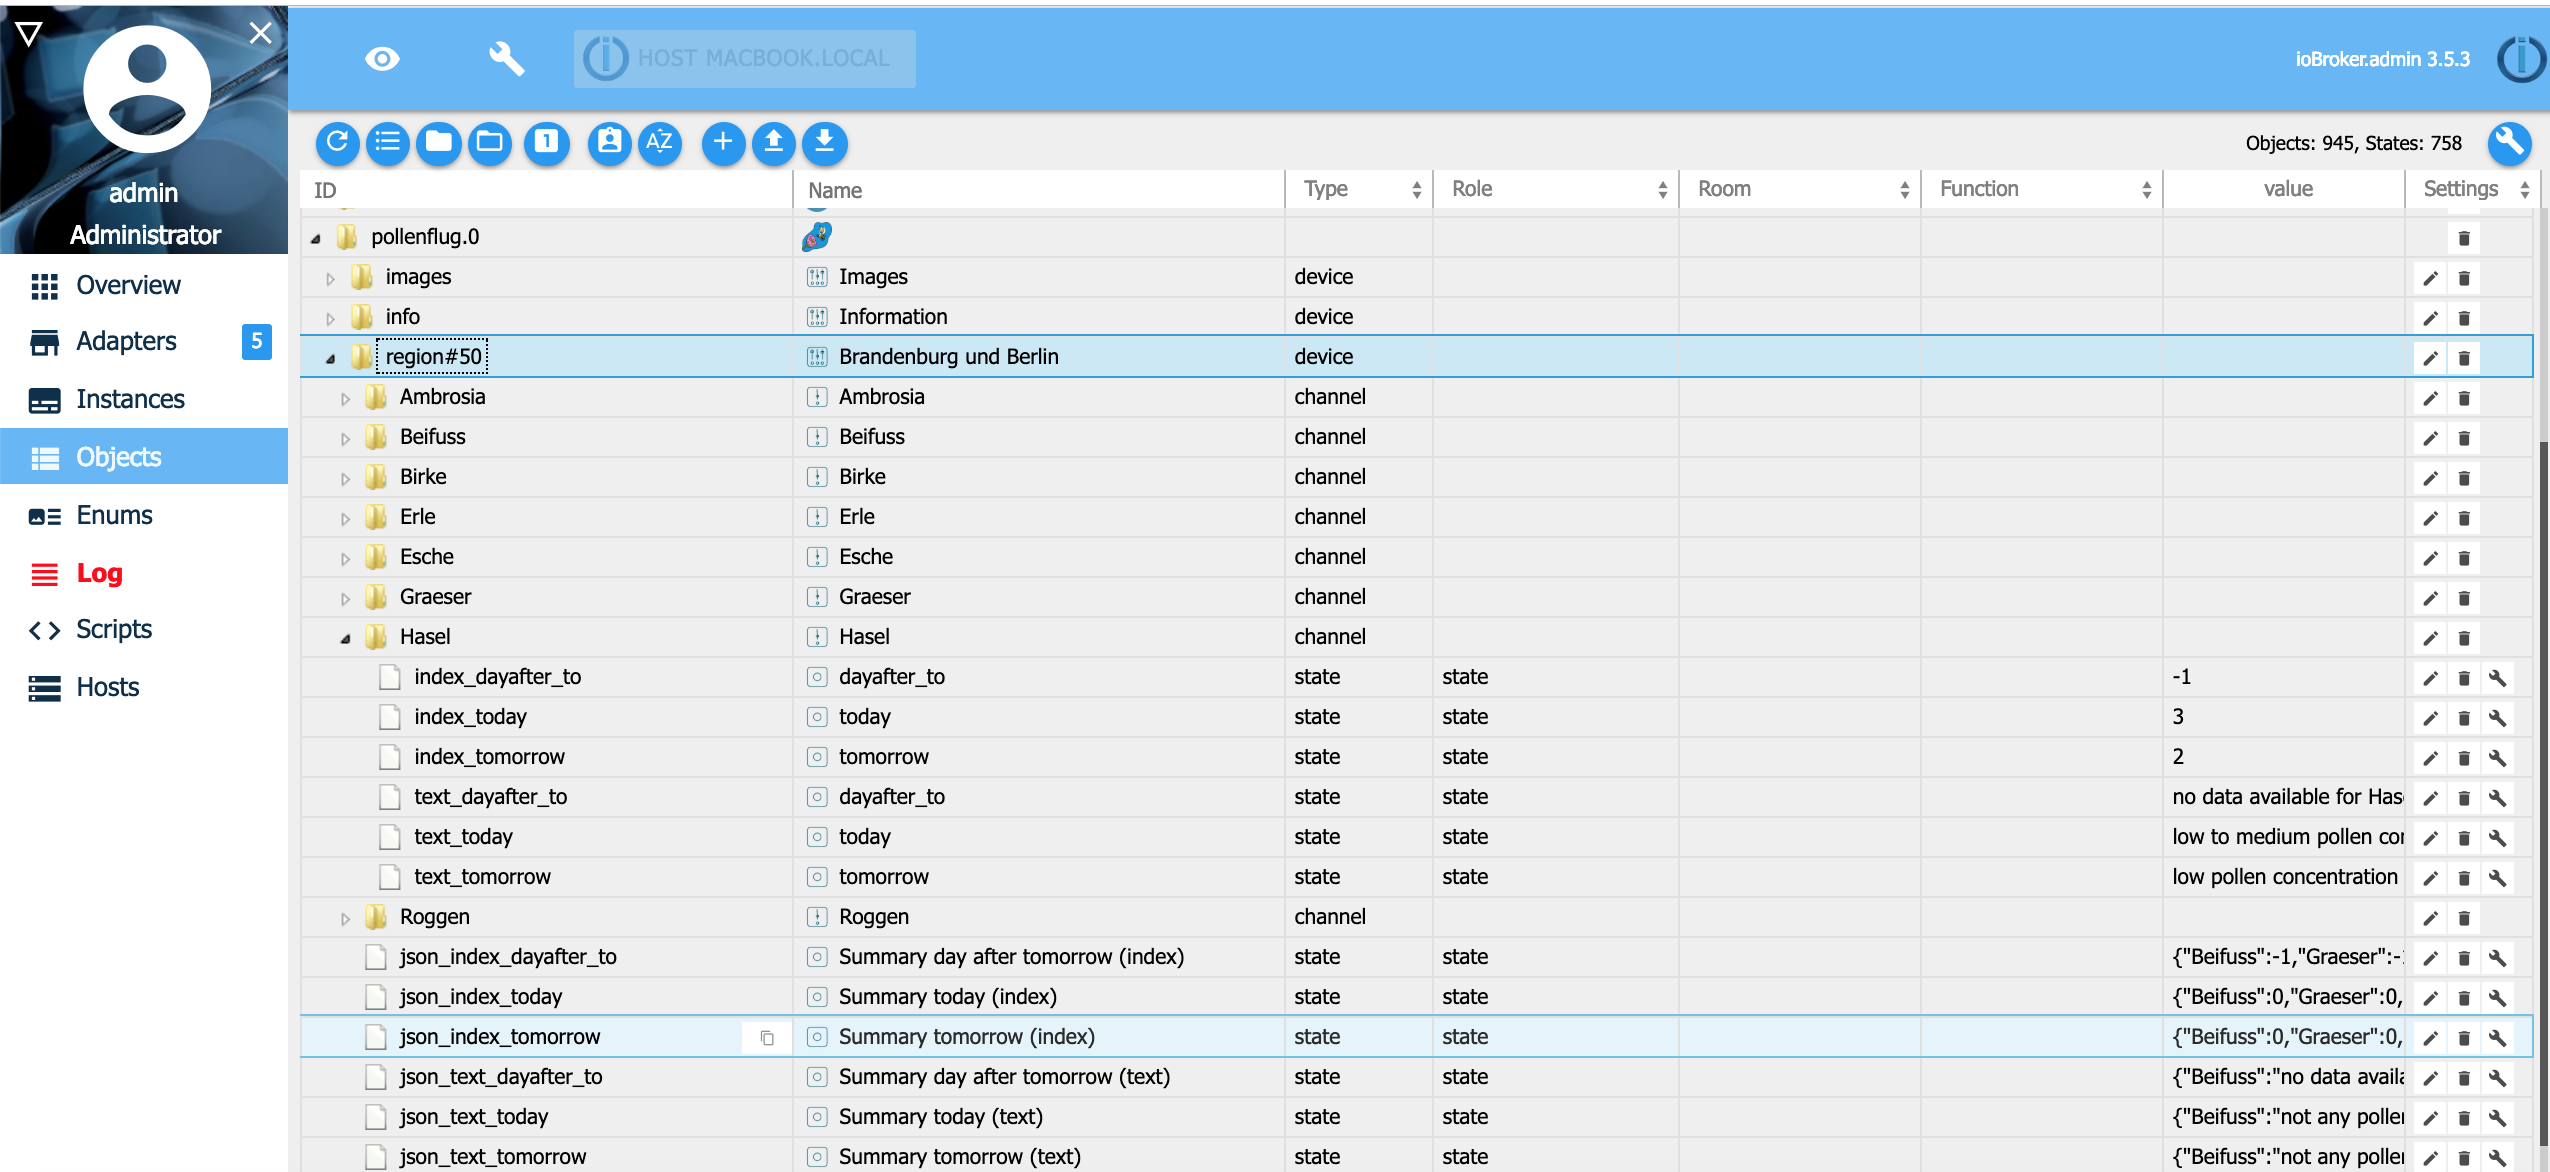 HOST MACBOOK.LOCAL
ioBroker.admin 3.5.3
admin
Administrator
Overview
Adapters 5
Instances
Objects
Enums
Log
Scripts
Hosts
1 AZ Objects: 945, States: 758
ID Name Type Role Room Function value Settings
pollenflug.0
images Images device
info Information device
region#50 Brandenburg und Berlin device
Ambrosia Ambrosia channel
Beifuss Beifuss channel
Birke Birke channel
Erle Erle channel
Esche Esche channel
Graeser Graeser channel
Hasel Hasel channel
index_dayafter_to dayafter_to state state -1
index_today today state state 3
index_tomorrow tomorrow state state 2
text_dayafter_to dayafter_to state state no data available for Has
text_today today state state low to medium pollen co
text_tomorrow tomorrow state state low pollen concentration
Roggen Roggen channel
json_index_dayafter_to Summary day after tomorrow (index) state state {"Beifuss":-1,"Graeser":-
json_index_today Summary today (index) state state {"Beifuss":0,"Graeser":0,
json_index_tomorrow Summary tomorrow (index) state state {"Beifuss":0,"Graeser":0,
json_text_dayafter_to Summary day after tomorrow (text) state state {"Beifuss":"no data availa
json_text_today Summary today (text) state state {"Beifuss":"not any polle
json_text_tomorrow Summary tomorrow (text) state state {"Beifuss":"not any polle